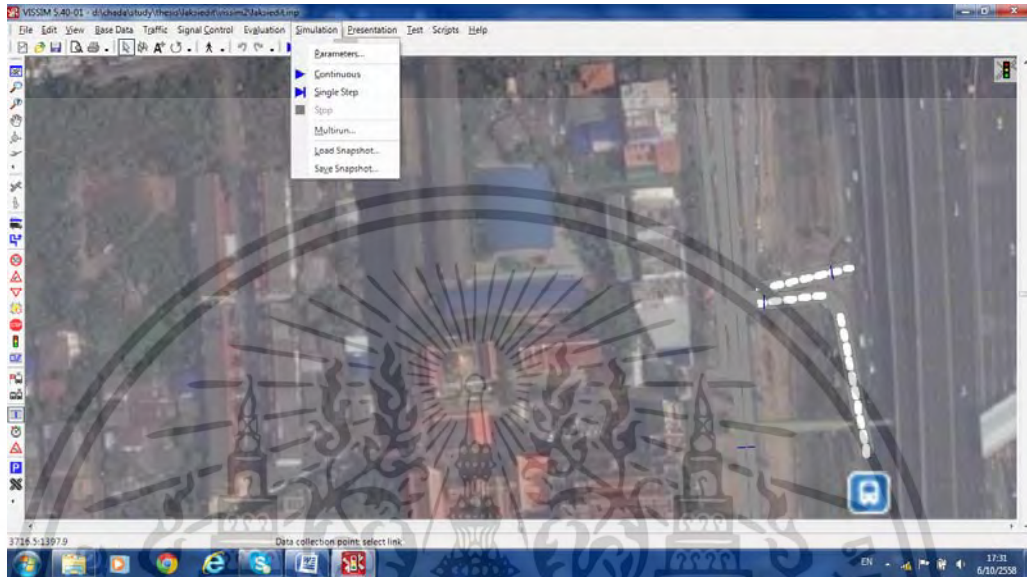 VISSIM 5.40-01 - d:\chada\study\thesis\laksiedit\vissim2\laksiedit.inp
File Edit View Base Data Traffic Signal Control Evaluation Simulation Presentation Test Scripts Help
Parameters...
Continuous
Single Step
Stop
Multirun...
Load Snapshot...
Save Snapshot...
3716.5:1397.9
Data collection point: select link
EN
17:31
6/10/2558